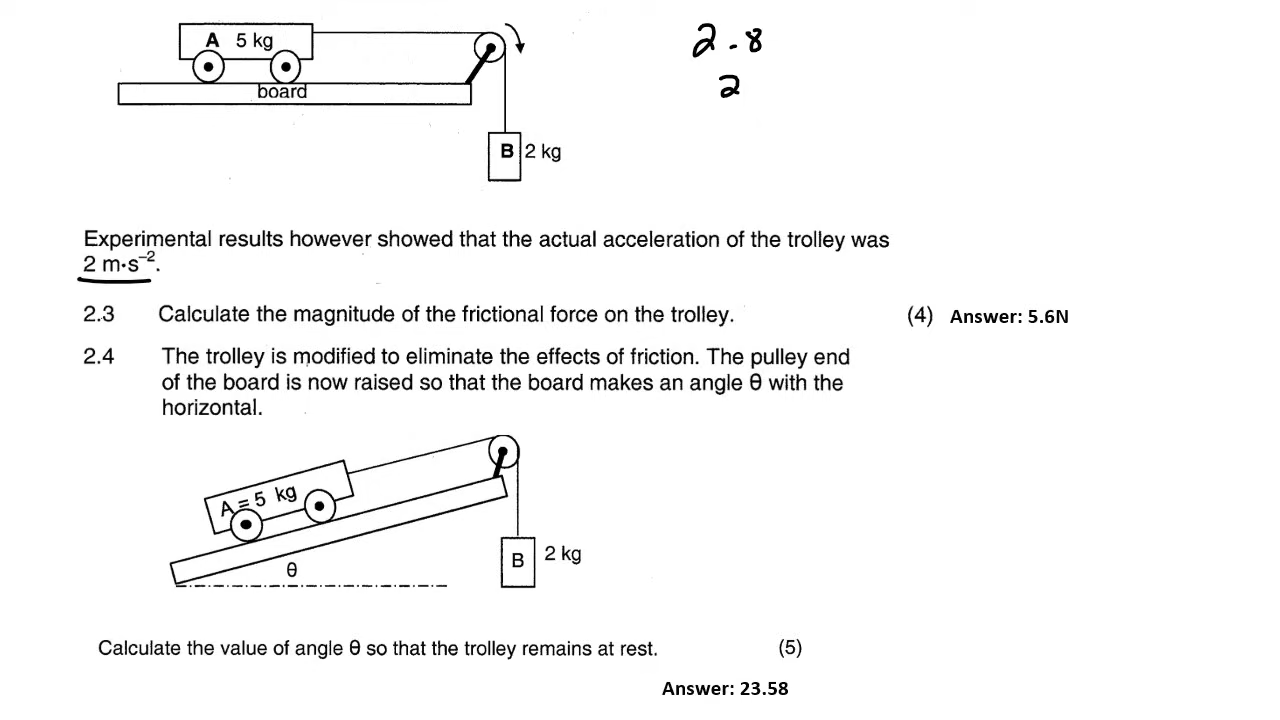 A 5 kg
2.8
2
board
B 2 kg
Experimental results however showed that the actual acceleration of the trolley was
2 m·s⁻².
2.3 Calculate the magnitude of the frictional force on the trolley. (4) Answer: 5.6N
2.4 The trolley is modified to eliminate the effects of friction. The pulley end
of the board is now raised so that the board makes an angle θ with the
horizontal.
A = 5 kg
B 2 kg
θ
Calculate the value of angle θ so that the trolley remains at rest. (5)
Answer: 23.58